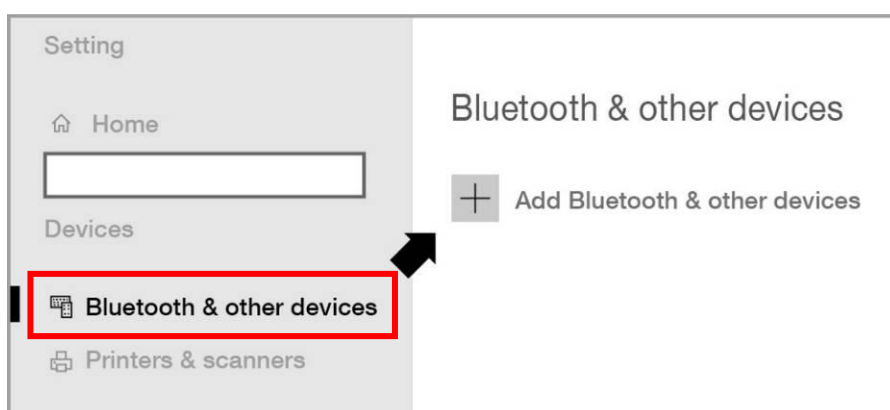 Setting
Home
Devices
Bluetooth & other devices
Printers & scanners
Bluetooth & other devices
Add Bluetooth & other devices